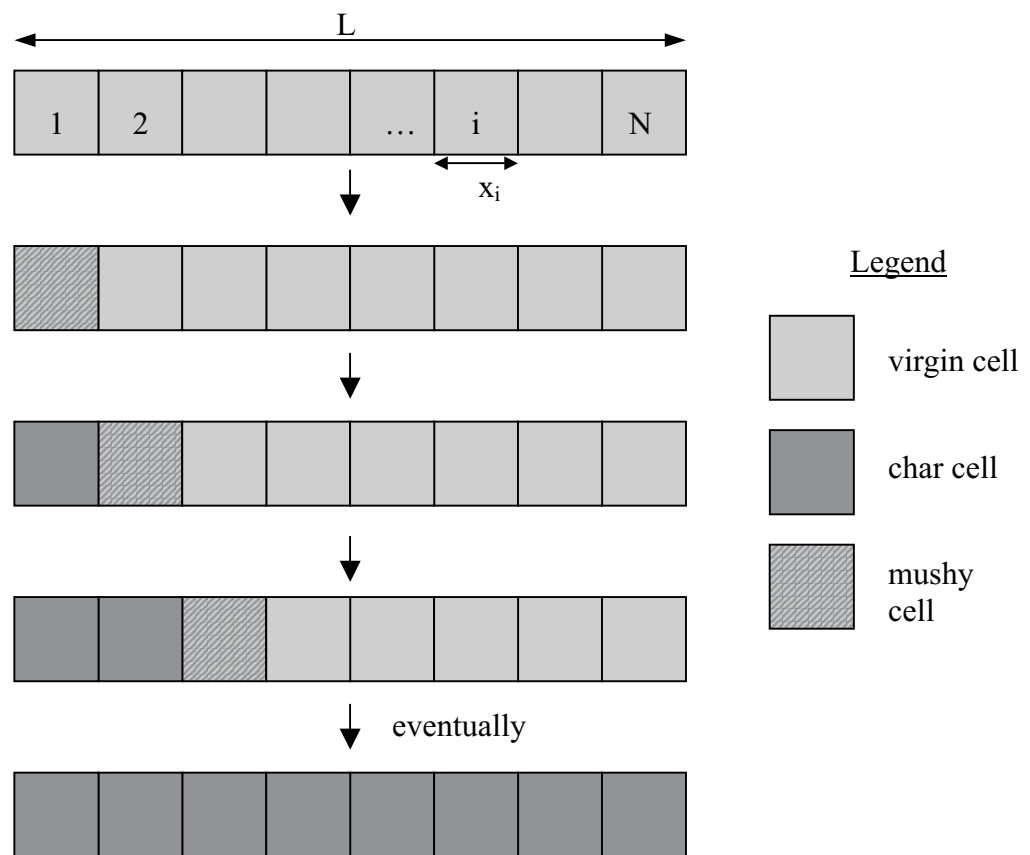 L
1 2 … i N
xᵢ
Legend
virgin cell
char cell
mushy
cell
eventually